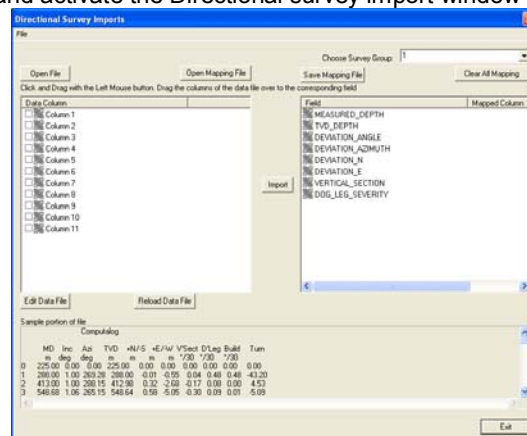 and activate the Directional survey import window
Directional Survey Imports
File
Choose Survey Group: 1
Open File Open Mapping File Save Mapping File Clear All Mapping
Click and Drag with the Left Mouse button. Drag the columns of the data file over to the corresponding field
Data Column Field Mapped Column
Column 1 MEASURED_DEPTH
Column 2 TVD_DEPTH
Column 3 DEVIATION_ANGLE
Column 4 DEVIATION_AZIMUTH
Column 5 DEVIATION_N
Column 6 DEVIATION_E
Column 7 VERTICAL_SECTION
Column 8 DOG_LEG_SEVERITY
Column 9
Column 10
Column 11
Import
Edit Data File Reload Data File
Sample portion of file
Computalog
MD Inc Azi TVD +N/-S +E/-W V.Sect D'Leg Build Turn
m deg deg m m m m °/30 °/30 °/30
0 225.00 0.00 0.00 225.00 0.00 0.00 0.00 0.00 0.00
1 288.00 1.00 269.28 288.00 -0.01 -0.55 0.04 0.48 0.48 -43.20
2 413.00 1.00 288.15 412.98 0.32 -2.68 -0.17 0.08 0.00 4.53
3 548.68 1.06 265.15 548.64 0.58 -5.05 -0.30 0.09 0.01 -5.09
Exit